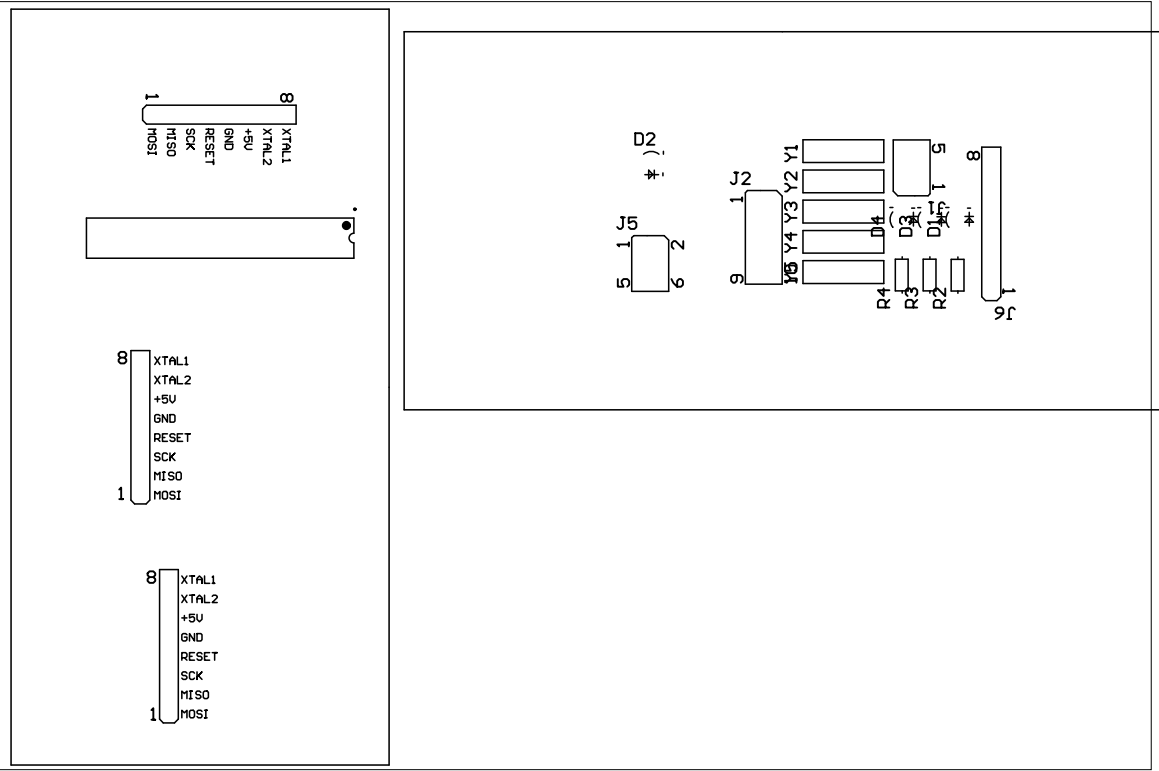 1
8
MOSI
MISO
SCK
RESET
GND
+5V
XTAL2
XTAL1
8
XTAL1
XTAL2
+5V
GND
RESET
SCK
MISO
1 MOSI
8
XTAL1
XTAL2
+5V
GND
RESET
SCK
MISO
1 MOSI
D2
J5
1
2
5
6
J2
1
9
Y1
Y2
Y3
Y4
5
1
J1
D4
D3
D1
R4
R3
R2
8
1
J6